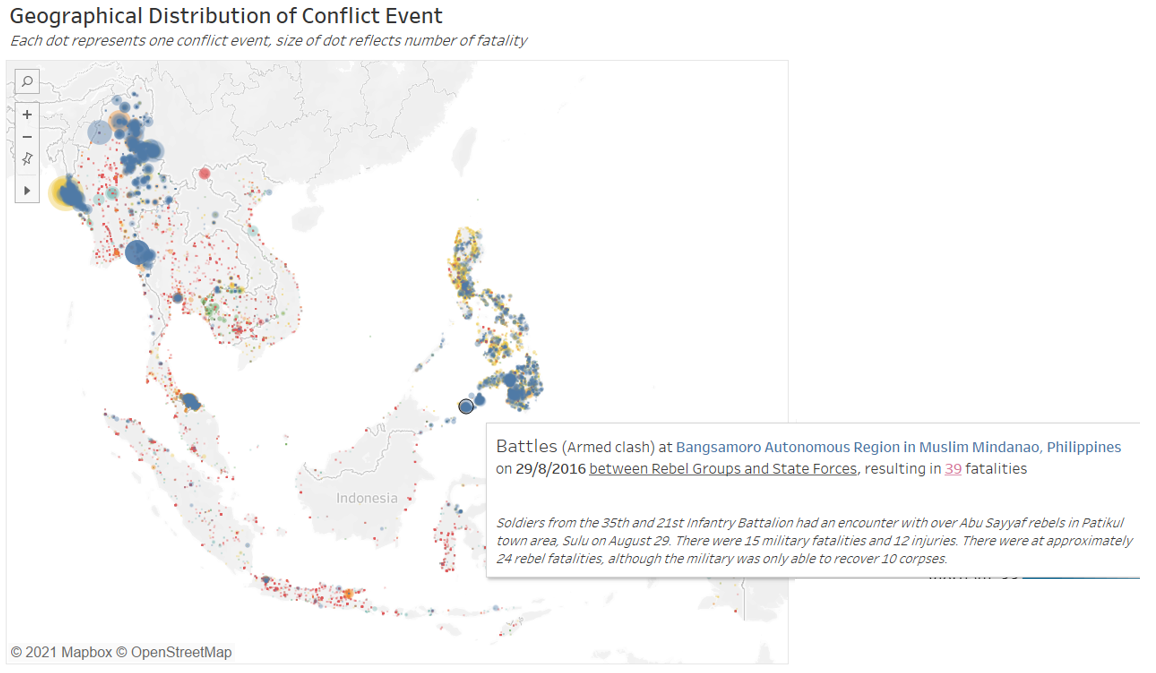 Geographical Distribution of Conflict Event
Each dot represents one conflict event, size of dot reflects number of fatality
Battles (Armed clash) at Bangsamoro Autonomous Region in Muslim Mindanao, Philippines
on 29/8/2016 between Rebel Groups and State Forces, resulting in 39 fatalities
Indonesia
Soldiers from the 35th and 21st Infantry Battalion had an encounter with over Abu Sayyaf rebels in Patikul
town area, Sulu on August 29. There were 15 military fatalities and 12 injuries. There were at approximately
24 rebel fatalities, although the military was only able to recover 10 corpses.
© 2021 Mapbox © OpenStreetMap